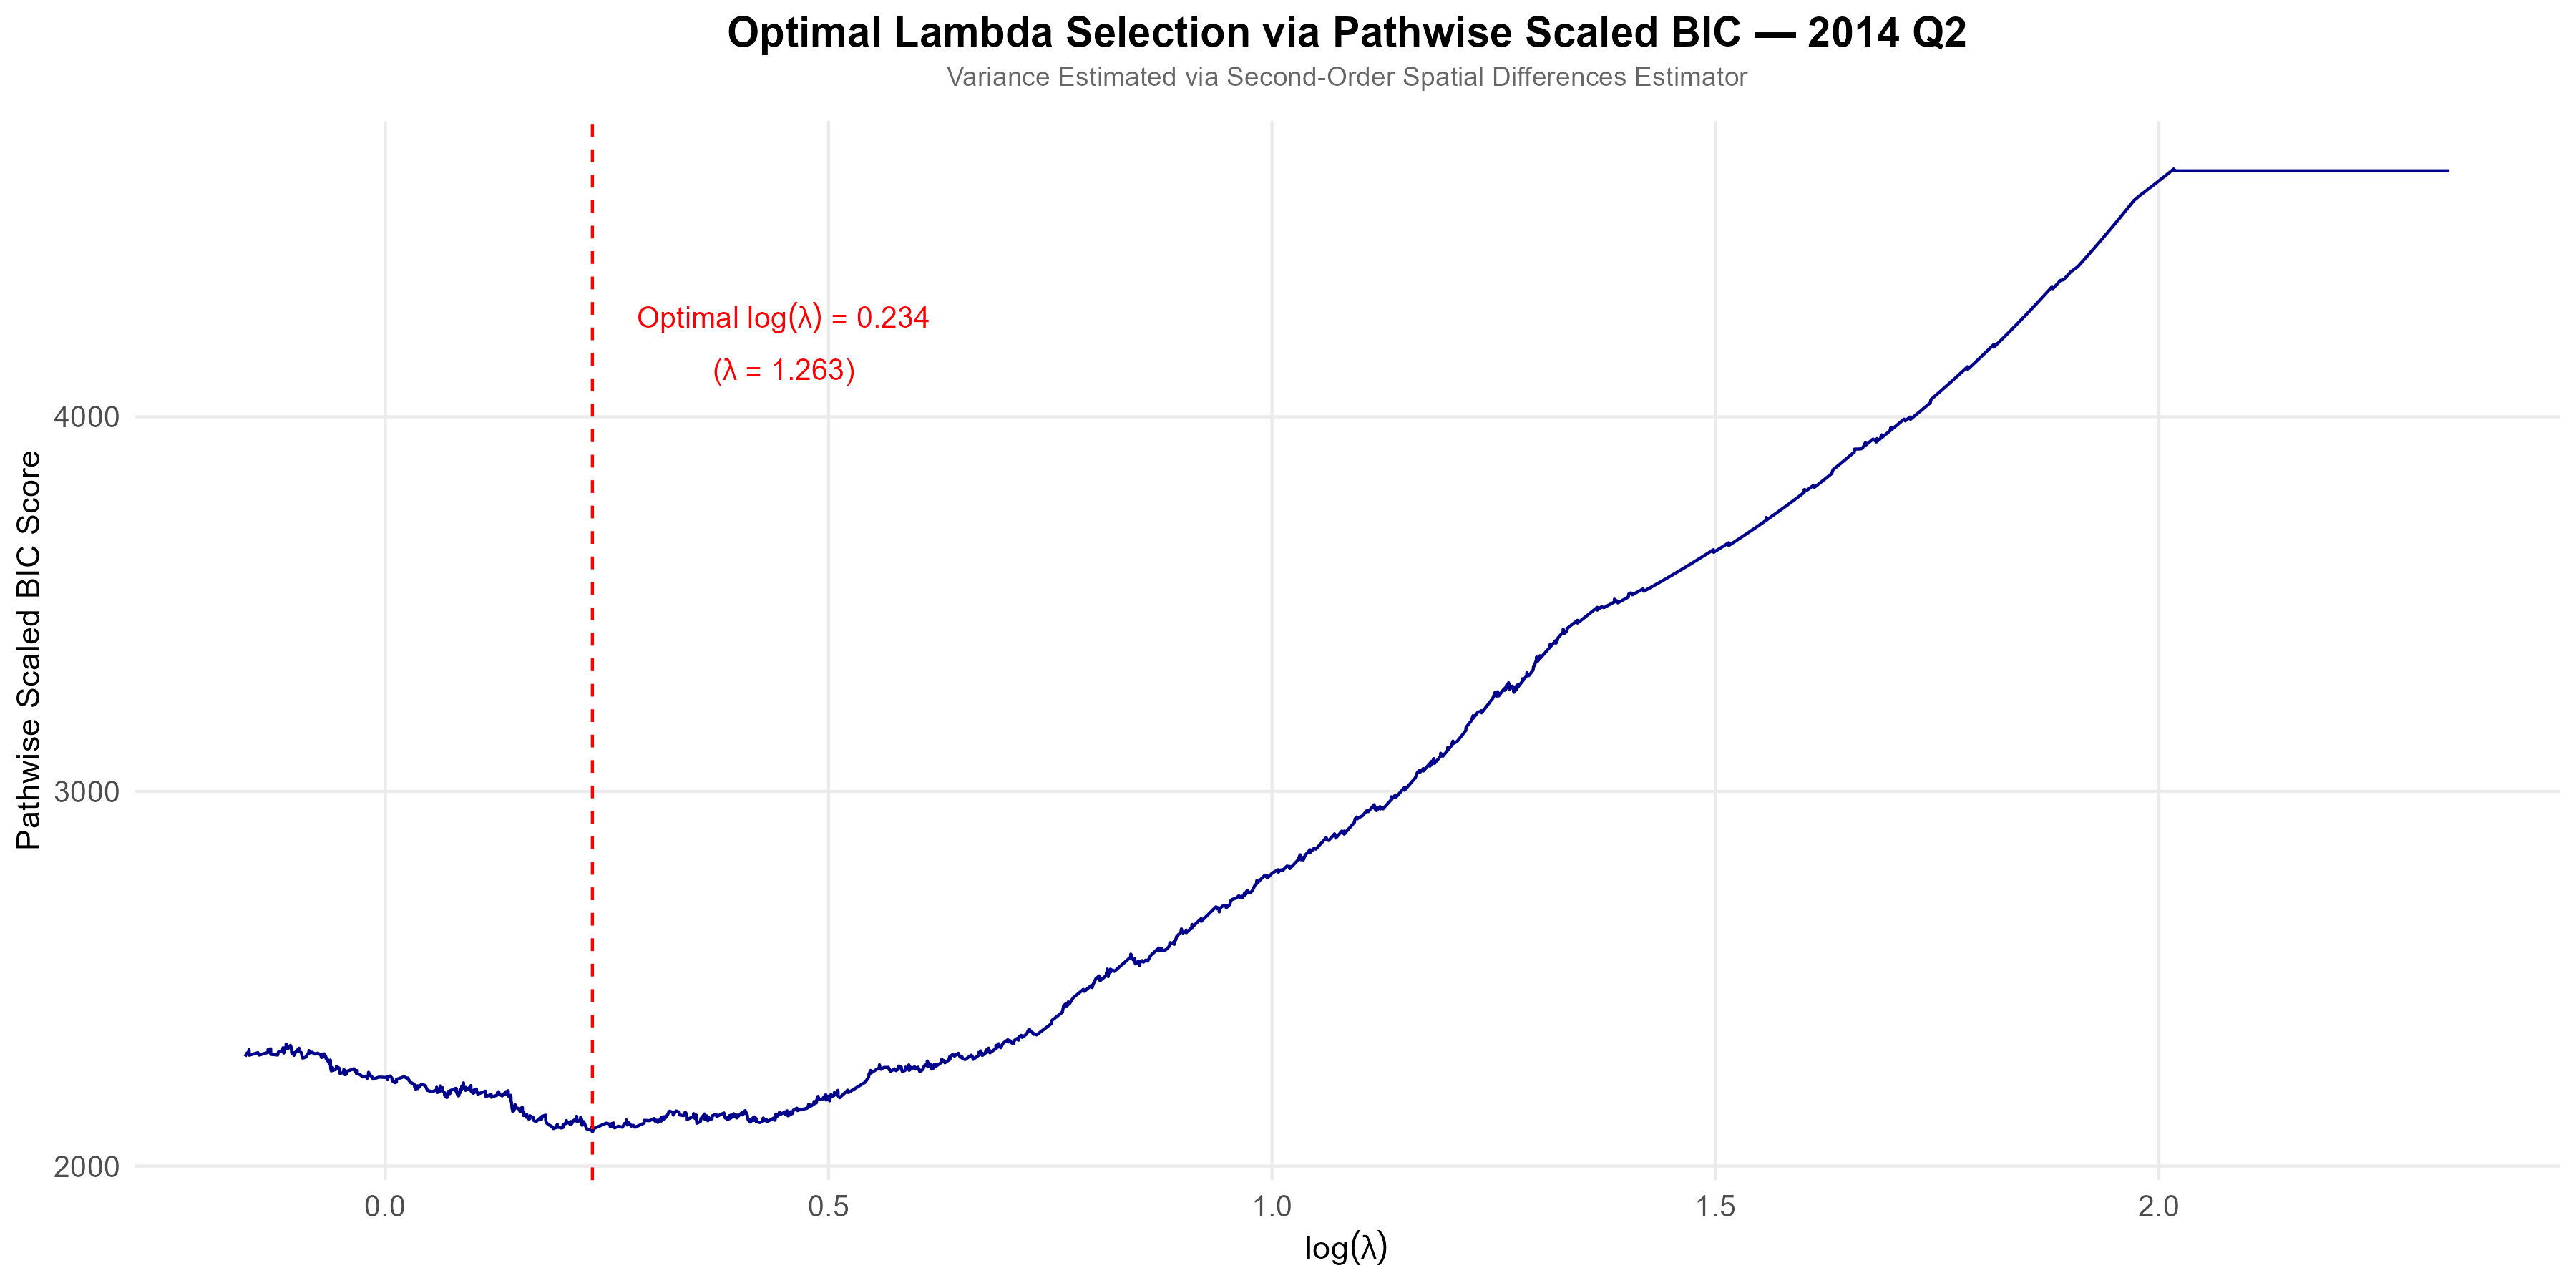 Optimal Lambda Selection via Pathwise Scaled BIC — 2014 Q2
Variance Estimated via Second-Order Spatial Differences Estimator
Optimal log(λ) = 0.234
(λ = 1.263)
Pathwise Scaled BIC Score
4000
3000
2000
0.0
0.5
1.0
1.5
2.0
log(λ)